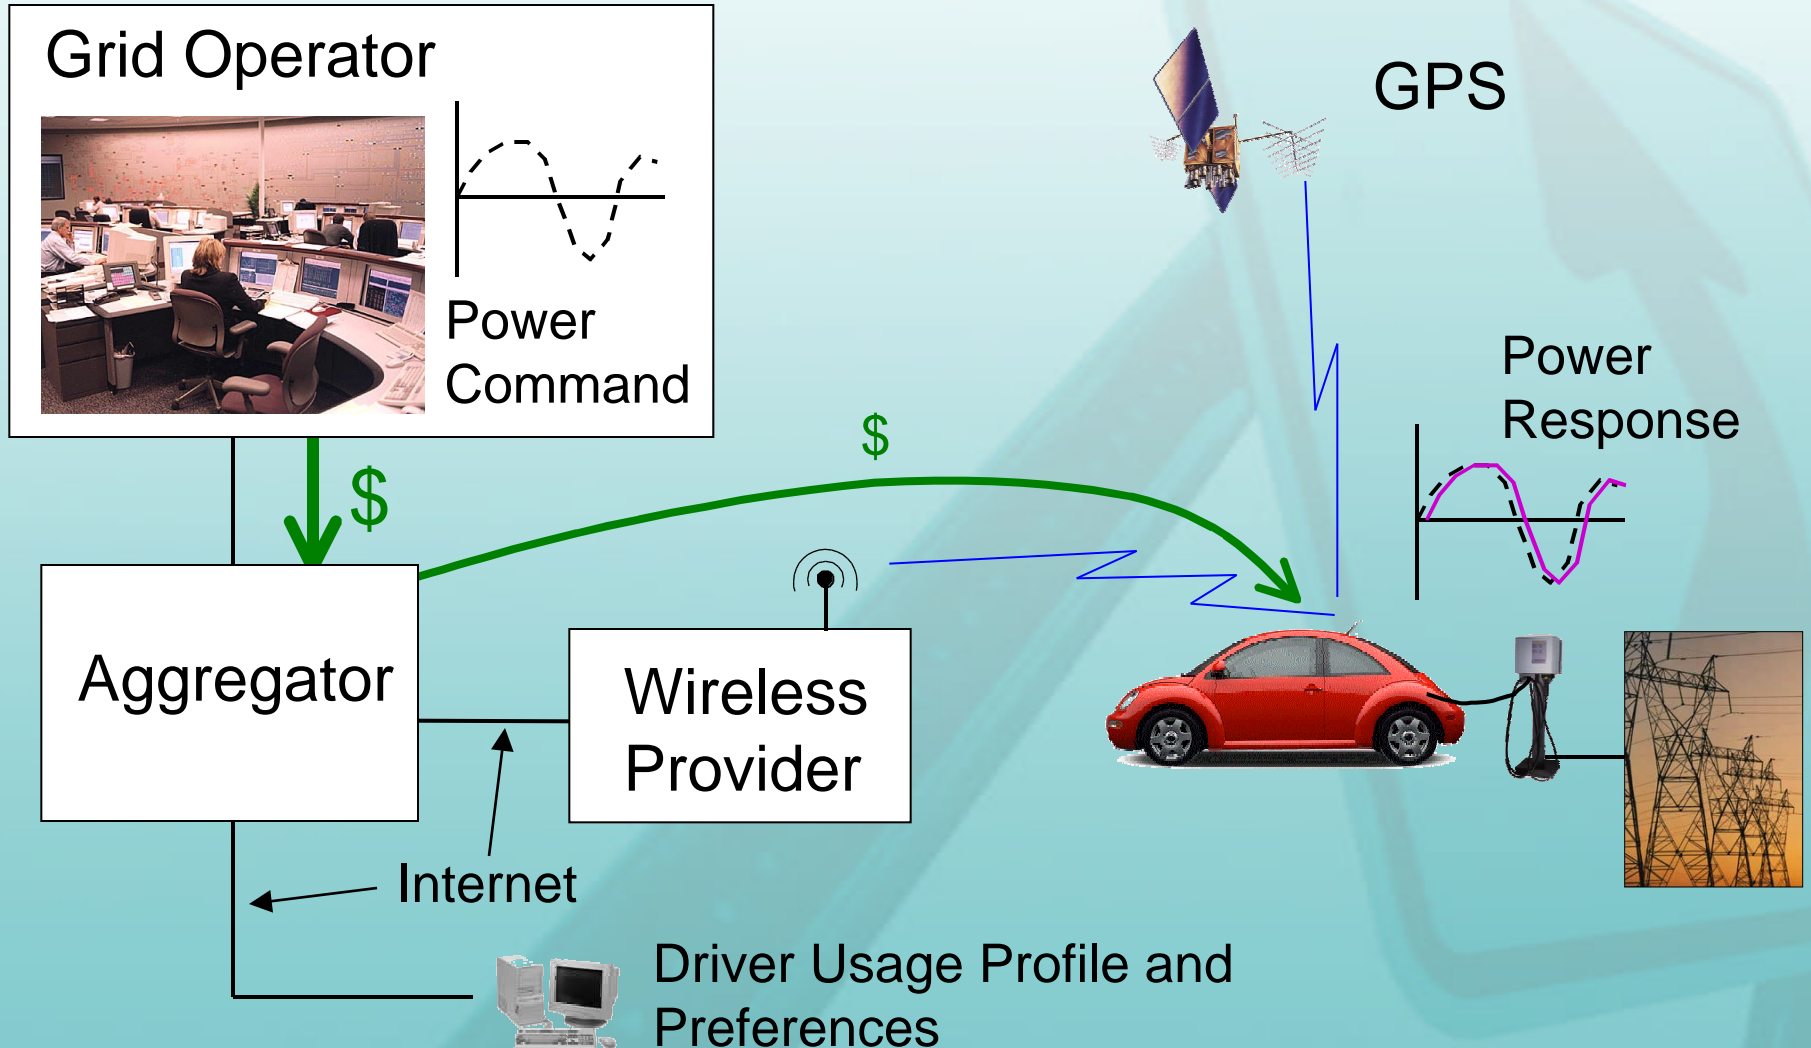 Grid Operator
Power
Command
GPS
Power
Response
$
$
Aggregator
Wireless
Provider
Internet
Driver Usage Profile and
Preferences